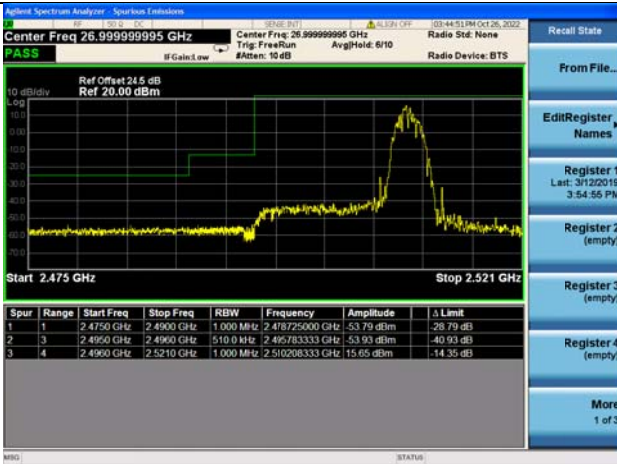 Agilent Spectrum Analyzer - Spurious Emissions
RF 50 Ω DC SENSE:INT ALIGN OFF 03:44:51 PM Oct 26, 2022
Center Freq 26.999999995 GHz Center Freq: 26.999999995 GHz Radio Std: None
Trig: FreeRun Avg|Hold: 6/10
PASS IFGain:Low #Atten: 10 dB Radio Device: BTS
Ref Offset 24.5 dB
10 dB/div Ref 20.00 dBm
Log
10.0
0.00
-10.0
-20.0
-30.0
-40.0
-50.0
-60.0
-70.0
Start 2.475 GHz Stop 2.521 GHz
Spur Range Start Freq Stop Freq RBW Frequency Amplitude Δ Limit
1 1 2.4750 GHz 2.4900 GHz 1.000 MHz 2.478725000 GHz -53.79 dBm -28.79 dB
2 3 2.4950 GHz 2.4960 GHz 510.0 kHz 2.495783333 GHz -53.93 dBm -40.93 dB
3 4 2.4960 GHz 2.5210 GHz 1.000 MHz 2.510208333 GHz 15.65 dBm -14.35 dB
MSG STATUS
Recall State
From File...
EditRegister
Names
Register 1
Last: 3/12/2019
3:54:55 PM
Register 2
(empty)
Register 3
(empty)
Register 4
(empty)
More
1 of 3